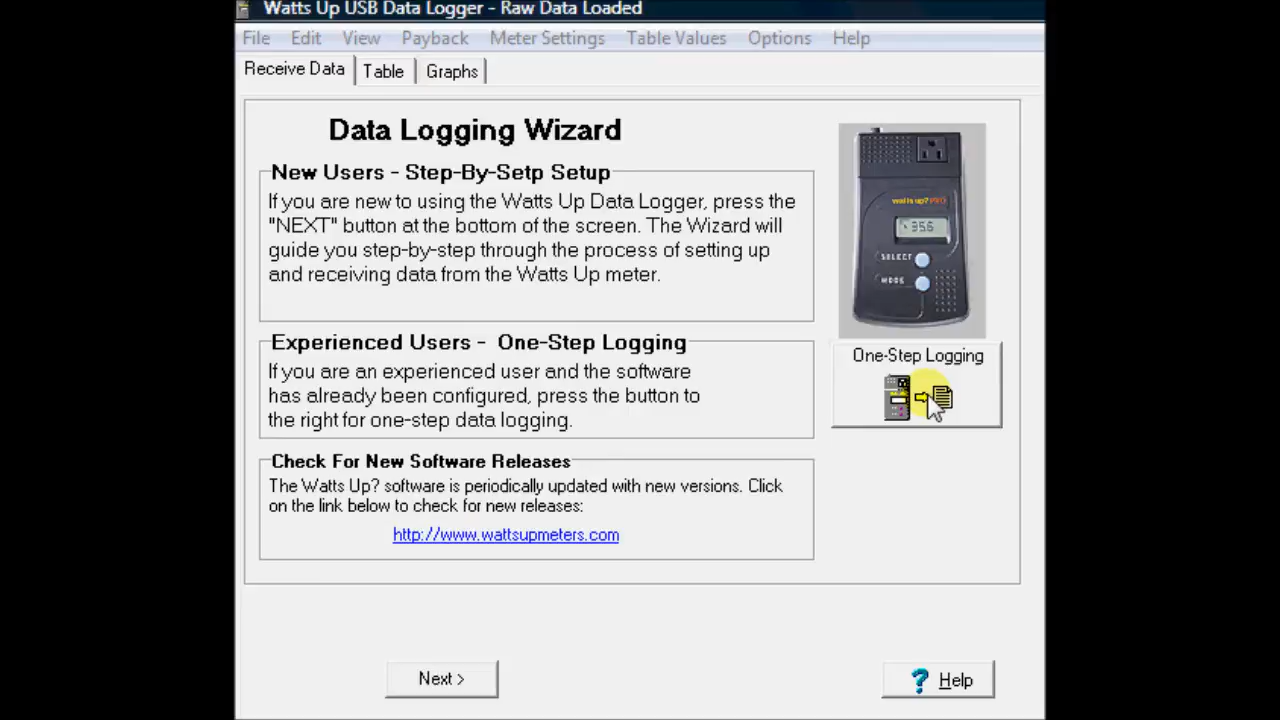 Watts Up USB Data Logger - Raw Data Loaded
File Edit View Payback Meter Settings Table Values Options Help
Receive Data Table Graphs
Data Logging Wizard
New Users - Step-By-Setp Setup
If you are new to using the Watts Up Data Logger, press the
"NEXT" button at the bottom of the screen. The Wizard will
guide you step-by-step through the process of setting up
and receiving data from the Watts Up meter.
watts up? PRO
356
SELECT
MODE
Experienced Users - One-Step Logging
If you are an experienced user and the software
has already been configured, press the button to
the right for one-step data logging.
One-Step Logging
Check For New Software Releases
The Watts Up? software is periodically updated with new versions. Click
on the link below to check for new releases:
http://www.wattsupmeters.com
Next >
? Help